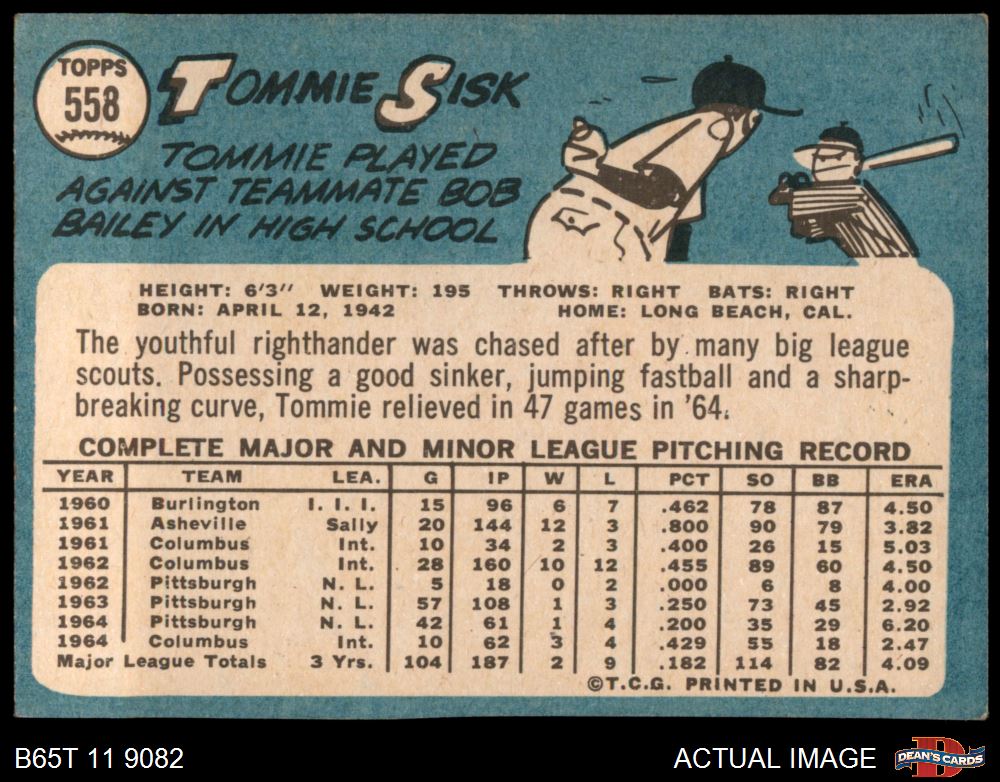 TOPPS
558
TOMMIE SISK
TOMMIE PLAYED
AGAINST TEAMMATE BOB
BAILEY IN HIGH SCHOOL
HEIGHT: 6'3" WEIGHT: 195 THROWS: RIGHT BATS: RIGHT
BORN: APRIL 12, 1942 HOME: LONG BEACH, CAL.
The youthful righthander was chased after by many big league
scouts. Possessing a good sinker, jumping fastball and a sharp-
breaking curve, Tommie relieved in 47 games in '64.
COMPLETE MAJOR AND MINOR LEAGUE PITCHING RECORD
YEAR TEAM LEA. G IP W L PCT SO BB ERA
1960 Burlington I. I. I. 15 96 6 7 .462 78 87 4.50
1961 Asheville Sally 20 144 12 3 .800 90 79 3.82
1961 Columbus Int. 10 34 2 3 .400 26 15 5.03
1962 Columbus Int. 28 160 10 12 .455 89 60 4.50
1962 Pittsburgh N. L. 5 18 0 2 .000 6 8 4.00
1963 Pittsburgh N. L. 57 108 1 3 .250 73 45 2.92
1964 Pittsburgh N. L. 42 61 1 4 .200 35 29 6.20
1964 Columbus Int. 10 62 3 4 .429 55 18 2.47
Major League Totals 3 Yrs. 104 187 2 9 .182 114 82 4.09
©T.C.G. PRINTED IN U.S.A.
B65T 11 9082 ACTUAL IMAGE DEAN'S CARDS